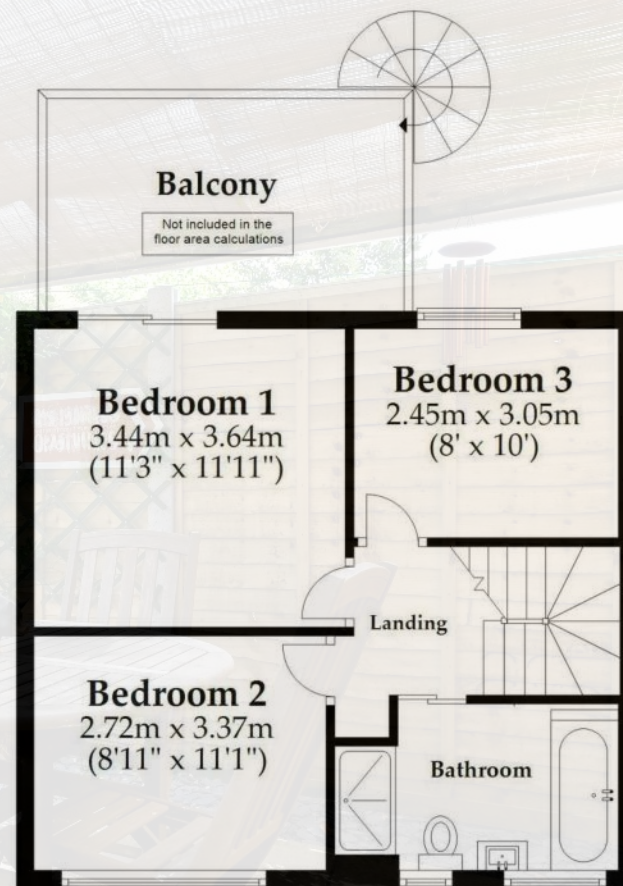 Balcony
Not included in the
floor area calculations
Bedroom 1
3.44m x 3.64m
(11'3" x 11'11")
Bedroom 3
2.45m x 3.05m
(8' x 10')
Landing
Bedroom 2
2.72m x 3.37m
(8'11" x 11'1")
Bathroom